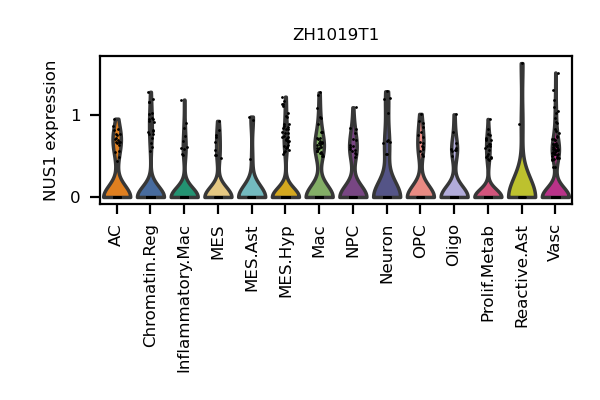 ZH1019T1
NUS1 expression
1
0
AC
Chromatin.Reg
Inflammatory.Mac
MES
MES.Ast
MES.Hyp
Mac
NPC
Neuron
OPC
Oligo
Prolif.Metab
Reactive.Ast
Vasc